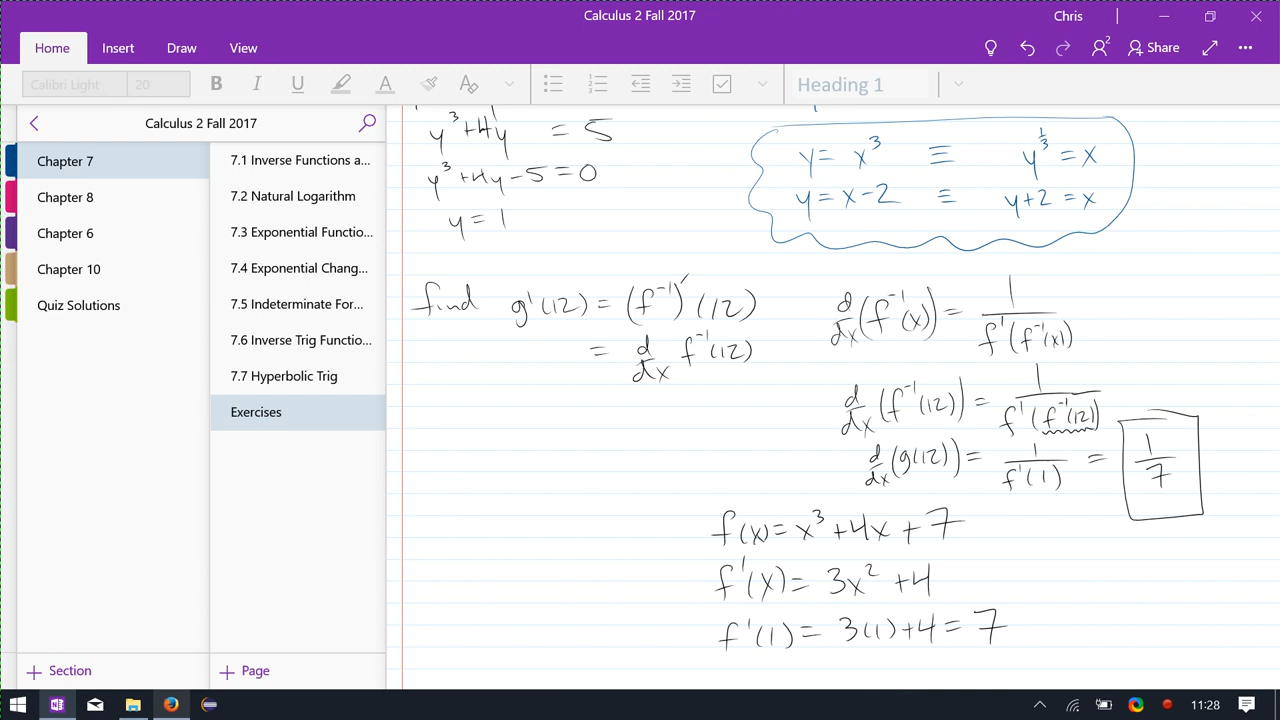 Calculus 2 Fall 2017
Chris
Home Insert Draw View
Share
Calibri Light 20 B I U A Heading 1
Calculus 2 Fall 2017
Chapter 7
Chapter 8
Chapter 6
Chapter 10
Quiz Solutions
7.1 Inverse Functions a...
7.2 Natural Logarithm
7.3 Exponential Functio...
7.4 Exponential Chang...
7.5 Indeterminate For...
7.6 Inverse Trig Functio...
7.7 Hyperbolic Trig
Exercises
+ Section
+ Page
y³+4y = 5
y³+4y-5=0
y=1
y = x³ ≡ y^(1/3) = x
y = x-2 ≡ y+2 = x
find g'(12) = (f⁻¹)'(12)
= d/dx f⁻¹(12)
d/dx(f⁻¹(x)) = 1/f'(f⁻¹(x))
d/dx(f⁻¹(12)) = 1/f'(f⁻¹(12))
d/dx(g(12)) = 1/f'(1) = 1/7
f(x) = x³+4x+7
f'(x) = 3x²+4
f'(1) = 3(1)+4 = 7
11:28